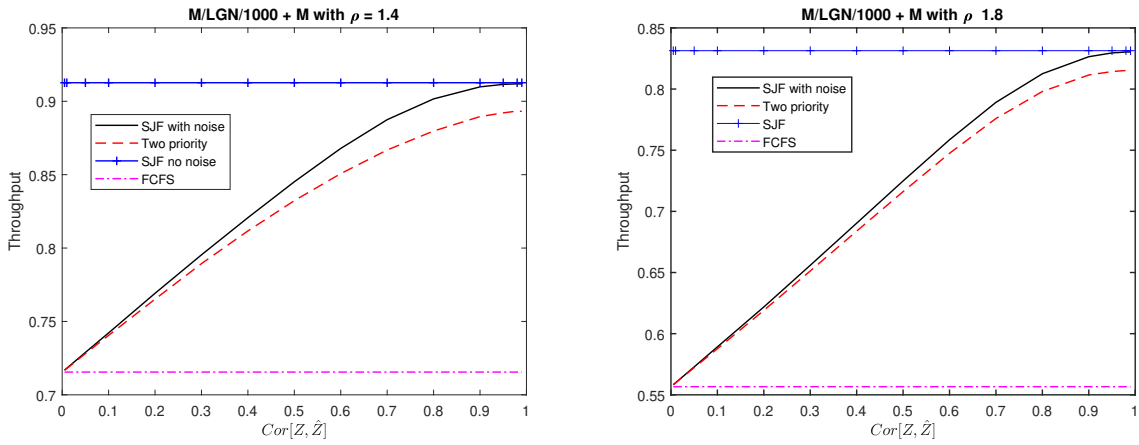 M/LGN/1000 + M with ρ = 1.4
0.95
0.9
0.85
0.8
0.75
0.7
Throughput
SJF with noise
Two priority
SJF no noise
FCFS
0 0.1 0.2 0.3 0.4 0.5 0.6 0.7 0.8 0.9 1
Cor[Z, Ẑ]
M/LGN/1000 + M with ρ 1.8
0.85
0.8
0.75
0.7
0.65
0.6
0.55
Throughput
SJF with noise
Two priority
SJF
FCFS
0 0.1 0.2 0.3 0.4 0.5 0.6 0.7 0.8 0.9 1
Cor[Z, Ẑ]